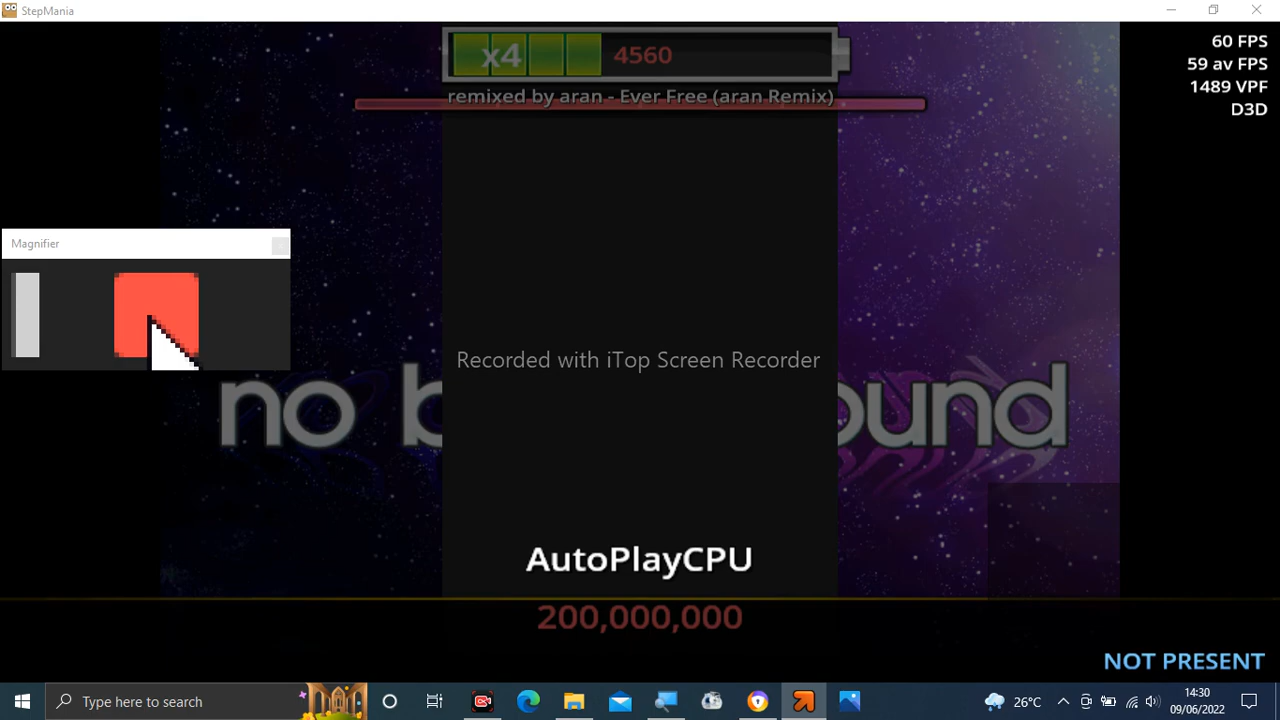 StepMania
x4 4560
remixed by aran - Ever Free (aran Remix)
60 FPS
59 av FPS
1489 VPF
D3D
Magnifier
Recorded with iTop Screen Recorder
no b ound
AutoPlayCPU
200,000,000
NOT PRESENT
Type here to search
26°C
14:30
09/06/2022